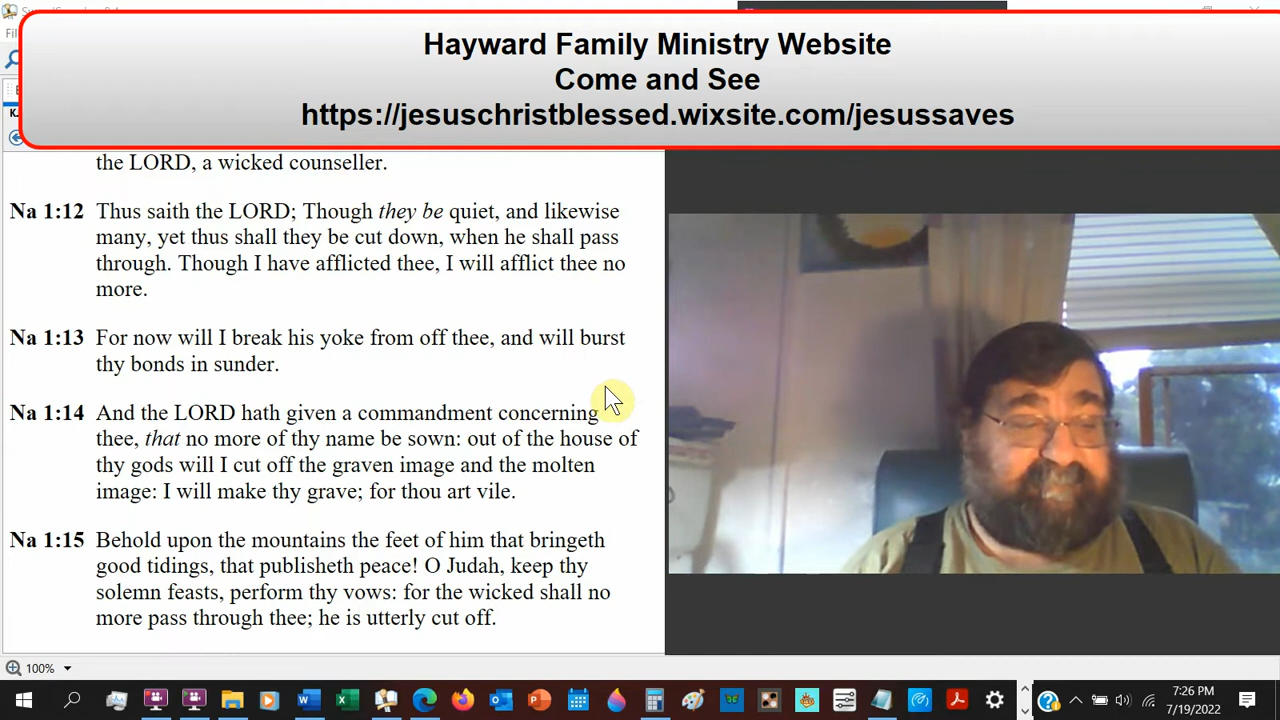 Hayward Family Ministry Website
Come and See
https://jesuschristblessed.wixsite.com/jesussaves
the LORD, a wicked counseller.
Na 1:12 Thus saith the LORD; Though they be quiet, and likewise
many, yet thus shall they be cut down, when he shall pass
through. Though I have afflicted thee, I will afflict thee no
more.
Na 1:13 For now will I break his yoke from off thee, and will burst
thy bonds in sunder.
Na 1:14 And the LORD hath given a commandment concerning
thee, that no more of thy name be sown: out of the house of
thy gods will I cut off the graven image and the molten
image: I will make thy grave; for thou art vile.
Na 1:15 Behold upon the mountains the feet of him that bringeth
good tidings, that publisheth peace! O Judah, keep thy
solemn feasts, perform thy vows: for the wicked shall no
more pass through thee; he is utterly cut off.
100%
7:26 PM
7/19/2022